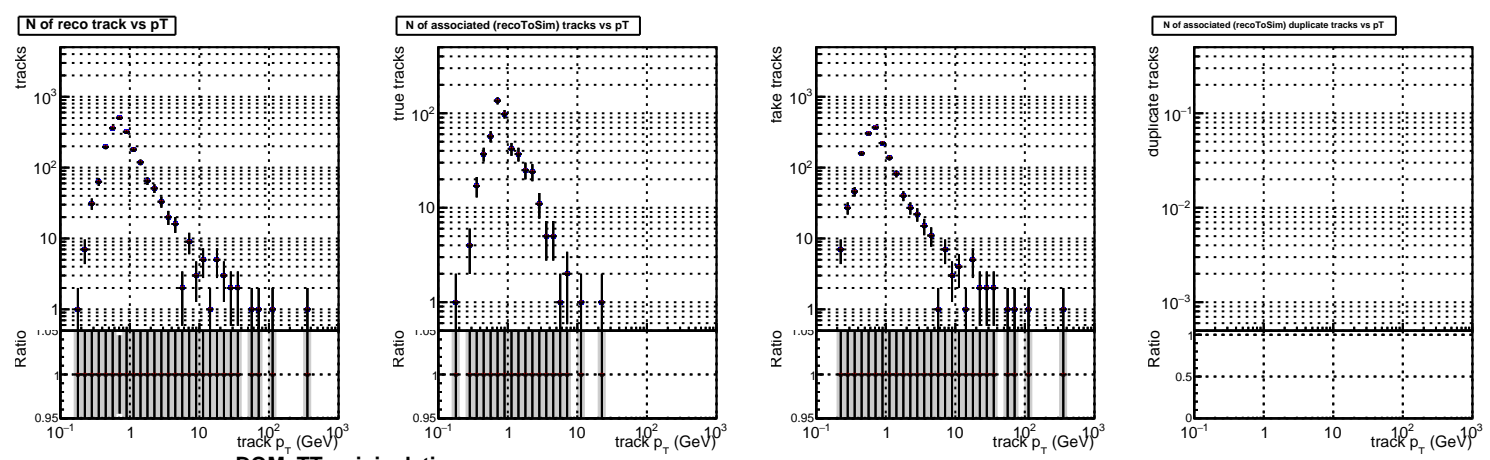 N of reco track vs pT
tracks
10³
10²
10
1
Ratio
1.05
1
0.95
10⁻¹ 1 10 10² 10³
track p_T (GeV)
N of associated (recoToSim) tracks vs pT
true tracks
10²
10
1
Ratio
1.05
1
0.95
10⁻¹ 1 10 10² 10³
track p_T (GeV)
fake tracks
10³
10²
10
1
Ratio
1.05
1
0.95
10⁻¹ 1 10 10² 10³
track p_T (GeV)
N of associated (recoToSim) duplicate tracks vs pT
duplicate tracks
10⁻¹
10⁻²
10⁻³
Ratio
1
0.5
0
10⁻¹ 1 10 10² 10³
track p_T (GeV)